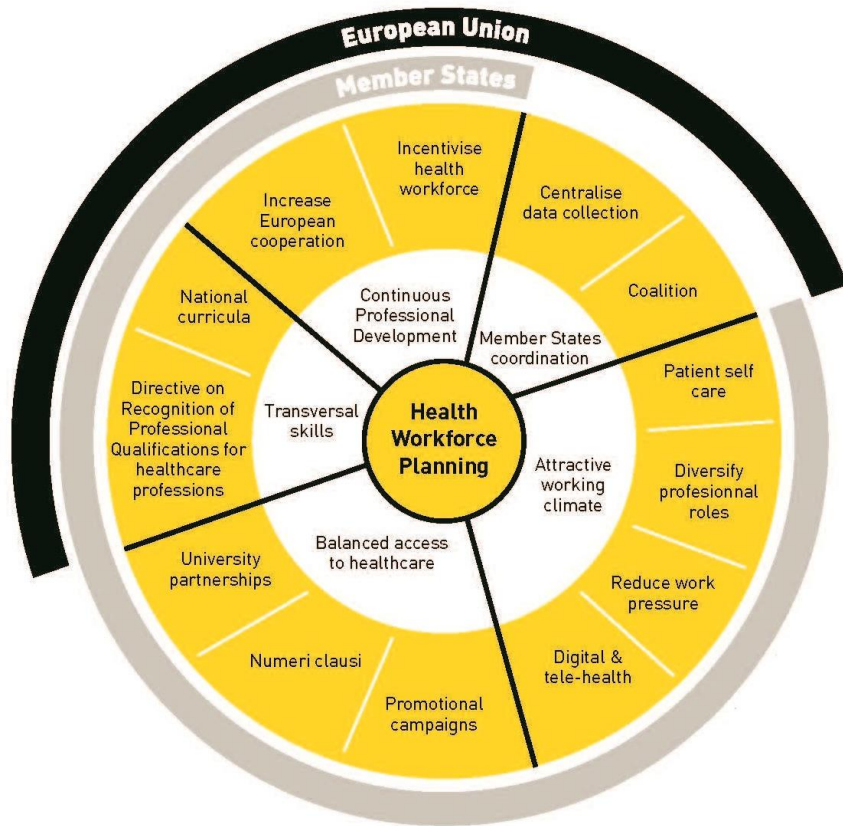 European Union
Member States
Incentivise
health
workforce
Centralise
data collection
Coalition
Increase
European
cooperation
National
curricula
Directive on
Recognition of
Professional
Qualifications for
healthcare
professions
Continuous
Professional
Development
Member States
coordination
Transversal
skills
Health
Workforce
Planning
Attractive
working
climate
Balanced access
to healthcare
Patient self
care
Diversify
profesionnal
roles
Reduce work
pressure
Digital &
tele-health
Promotional
campaigns
Numeri clausi
University
partnerships